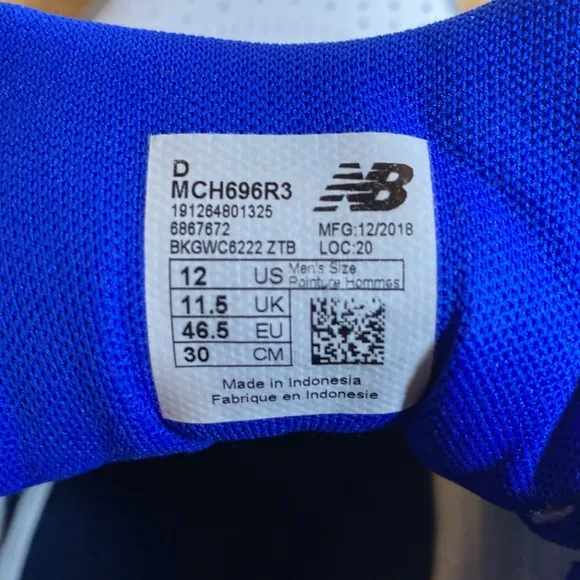 D
MCH696R3
191264801325
6867672
BKGWC6222 ZTB
NB
MFG:12/2018
LOC:20
12 US Men's Size
Pointure Hommes
11.5 UK
46.5 EU
30 CM
Made in Indonesia
Fabrique en Indonesie